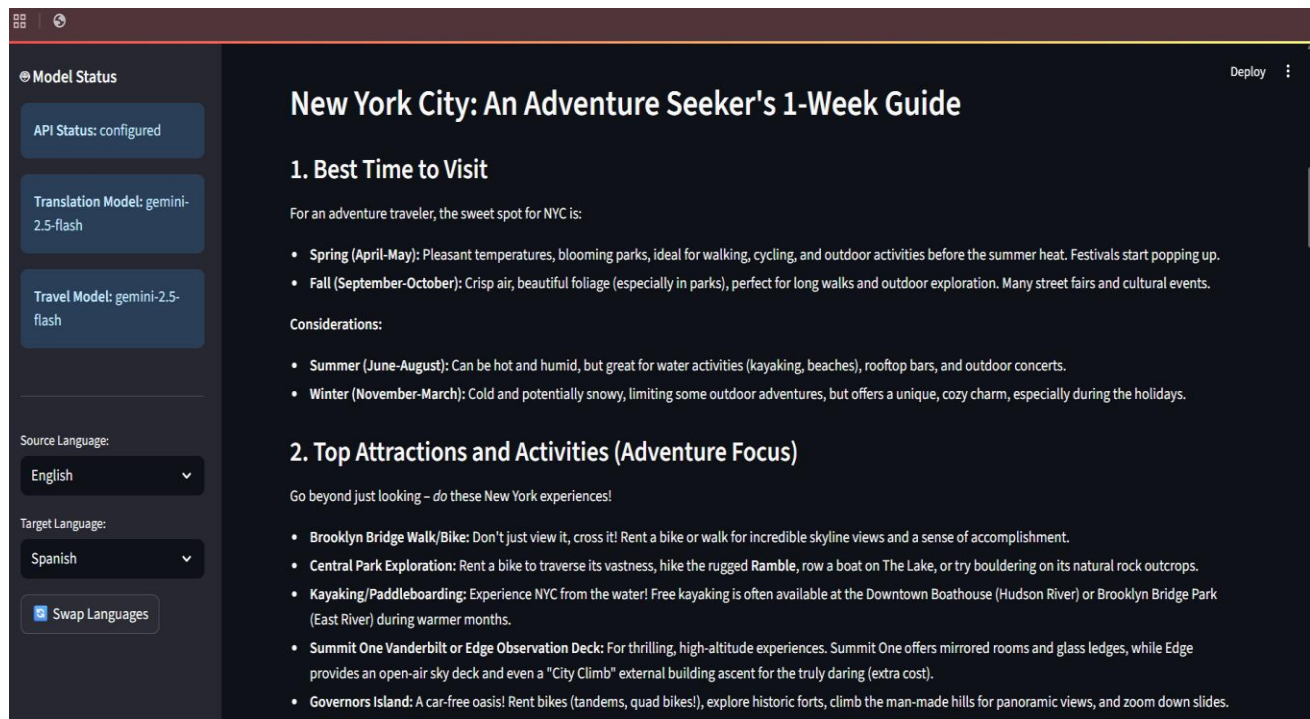 Model Status
API Status: configured
Translation Model: gemini-
2.5-flash
Travel Model: gemini-2.5-
flash
Source Language:
English
Target Language:
Spanish
Swap Languages
Deploy
New York City: An Adventure Seeker's 1-Week Guide
1. Best Time to Visit
For an adventure traveler, the sweet spot for NYC is:
• Spring (April-May): Pleasant temperatures, blooming parks, ideal for walking, cycling, and outdoor activities before the summer heat. Festivals start popping up.
• Fall (September-October): Crisp air, beautiful foliage (especially in parks), perfect for long walks and outdoor exploration. Many street fairs and cultural events.
Considerations:
• Summer (June-August): Can be hot and humid, but great for water activities (kayaking, beaches), rooftop bars, and outdoor concerts.
• Winter (November-March): Cold and potentially snowy, limiting some outdoor adventures, but offers a unique, cozy charm, especially during the holidays.
2. Top Attractions and Activities (Adventure Focus)
Go beyond just looking – do these New York experiences!
• Brooklyn Bridge Walk/Bike: Don't just view it, cross it! Rent a bike or walk for incredible skyline views and a sense of accomplishment.
• Central Park Exploration: Rent a bike to traverse its vastness, hike the rugged Ramble, row a boat on The Lake, or try bouldering on its natural rock outcrops.
• Kayaking/Paddleboarding: Experience NYC from the water! Free kayaking is often available at the Downtown Boathouse (Hudson River) or Brooklyn Bridge Park
(East River) during warmer months.
• Summit One Vanderbilt or Edge Observation Deck: For thrilling, high-altitude experiences. Summit One offers mirrored rooms and glass ledges, while Edge
provides an open-air sky deck and even a "City Climb" external building ascent for the truly daring (extra cost).
• Governors Island: A car-free oasis! Rent bikes (tandems, quad bikes!), explore historic forts, climb the man-made hills for panoramic views, and zoom down slides.